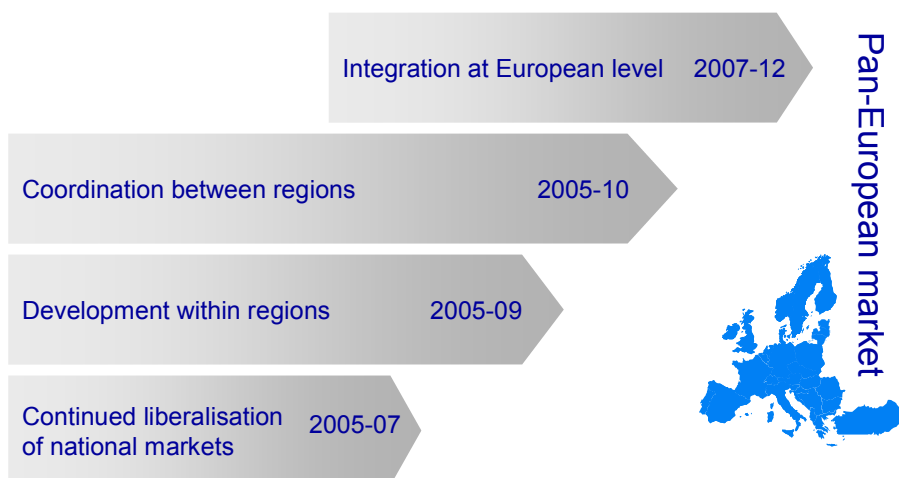 Integration at European level 2007-12
Coordination between regions 2005-10
Development within regions 2005-09
Continued liberalisation
of national markets 2005-07
Pan-European market